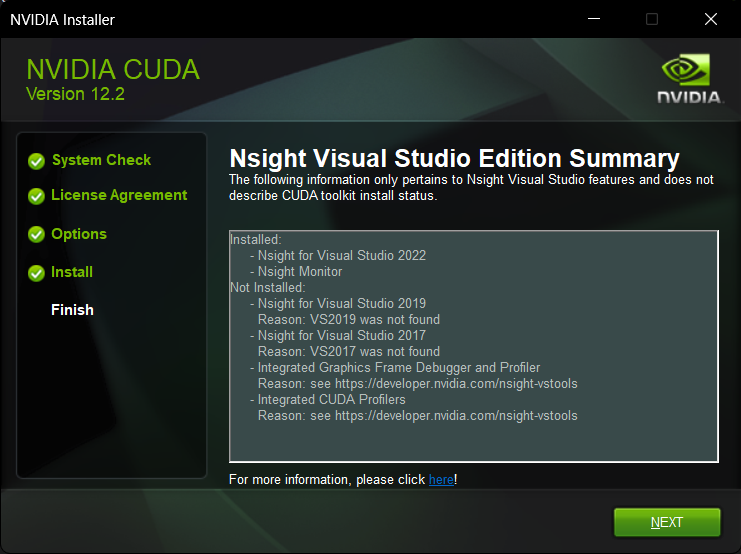 NVIDIA Installer
NVIDIA CUDA
Version 12.2
NVIDIA.
System Check
License Agreement
Options
Install
Finish
Nsight Visual Studio Edition Summary
The following information only pertains to Nsight Visual Studio features and does not
describe CUDA toolkit install status.
Installed:
- Nsight for Visual Studio 2022
- Nsight Monitor
Not Installed:
- Nsight for Visual Studio 2019
Reason: VS2019 was not found
- Nsight for Visual Studio 2017
Reason: VS2017 was not found
- Integrated Graphics Frame Debugger and Profiler
Reason: see https://developer.nvidia.com/nsight-vstools
- Integrated CUDA Profilers
Reason: see https://developer.nvidia.com/nsight-vstools
For more information, please click here!
NEXT